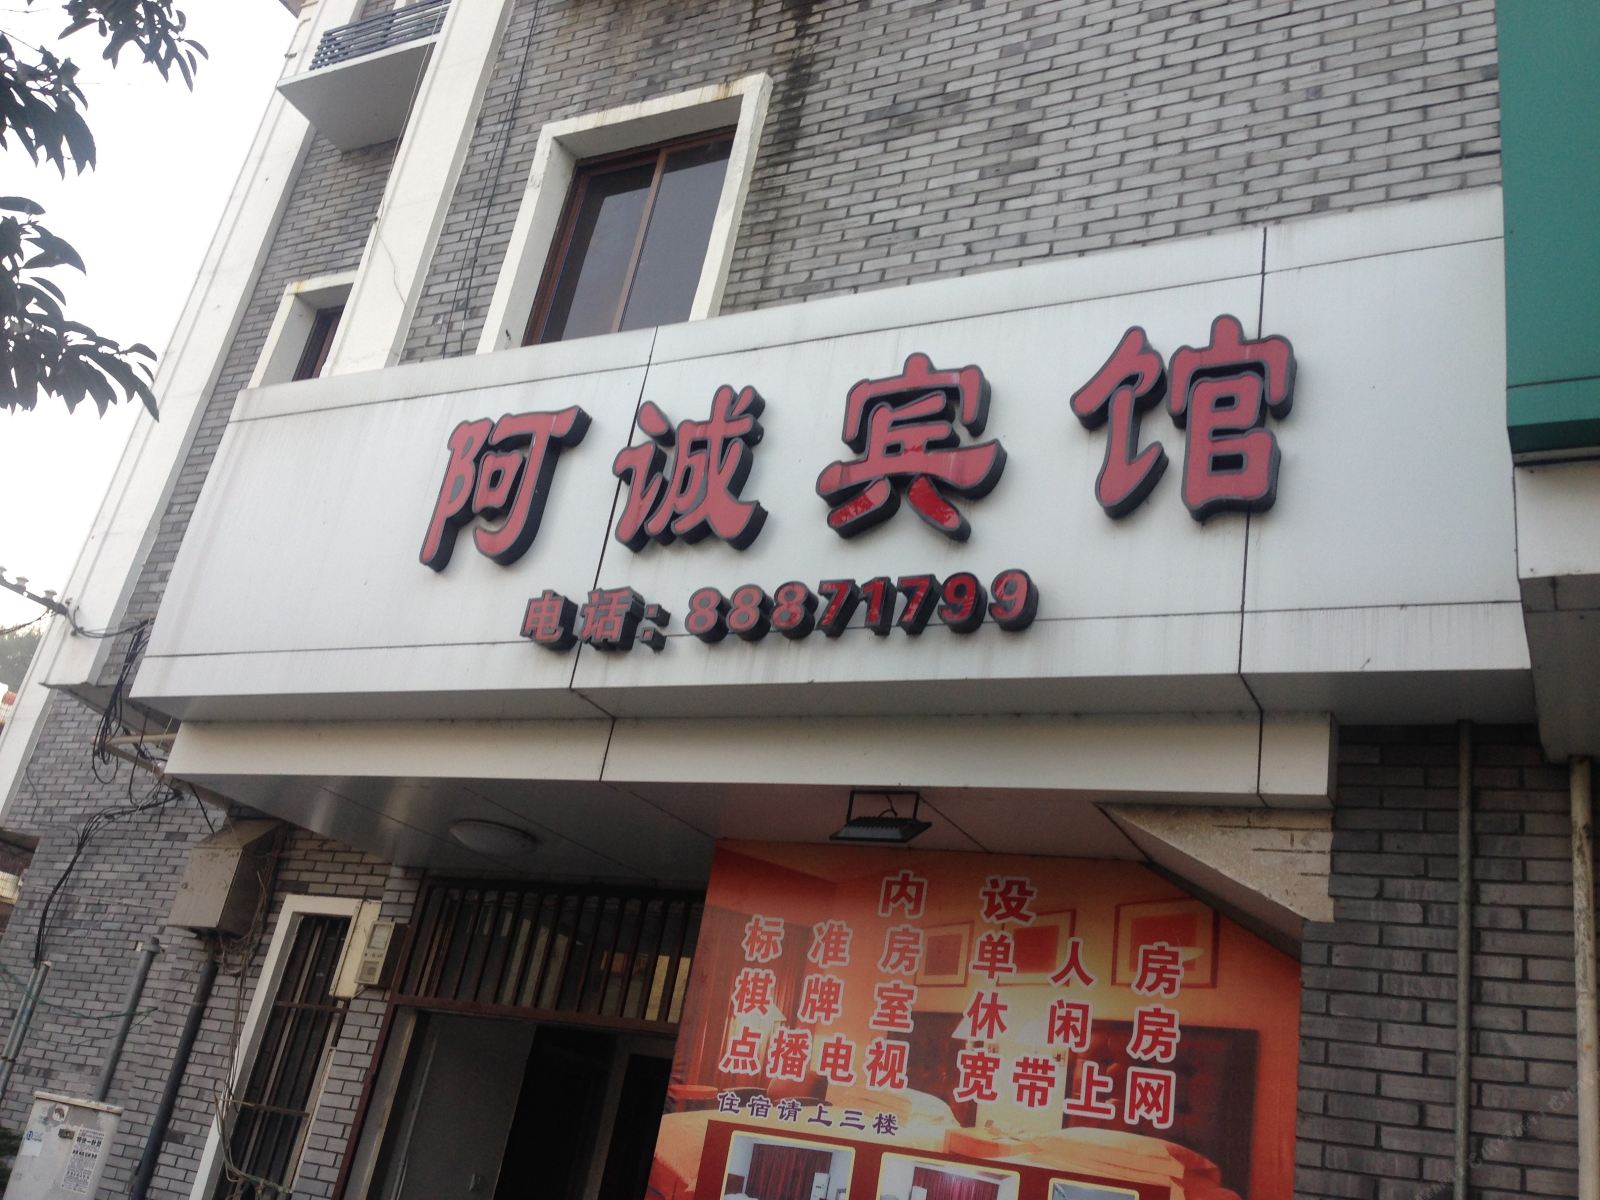 阿诚宾馆
电话：88871799
内设
标准房 单人房
棋牌室 休闲房
点播电视 宽带上网
住宿请上三楼